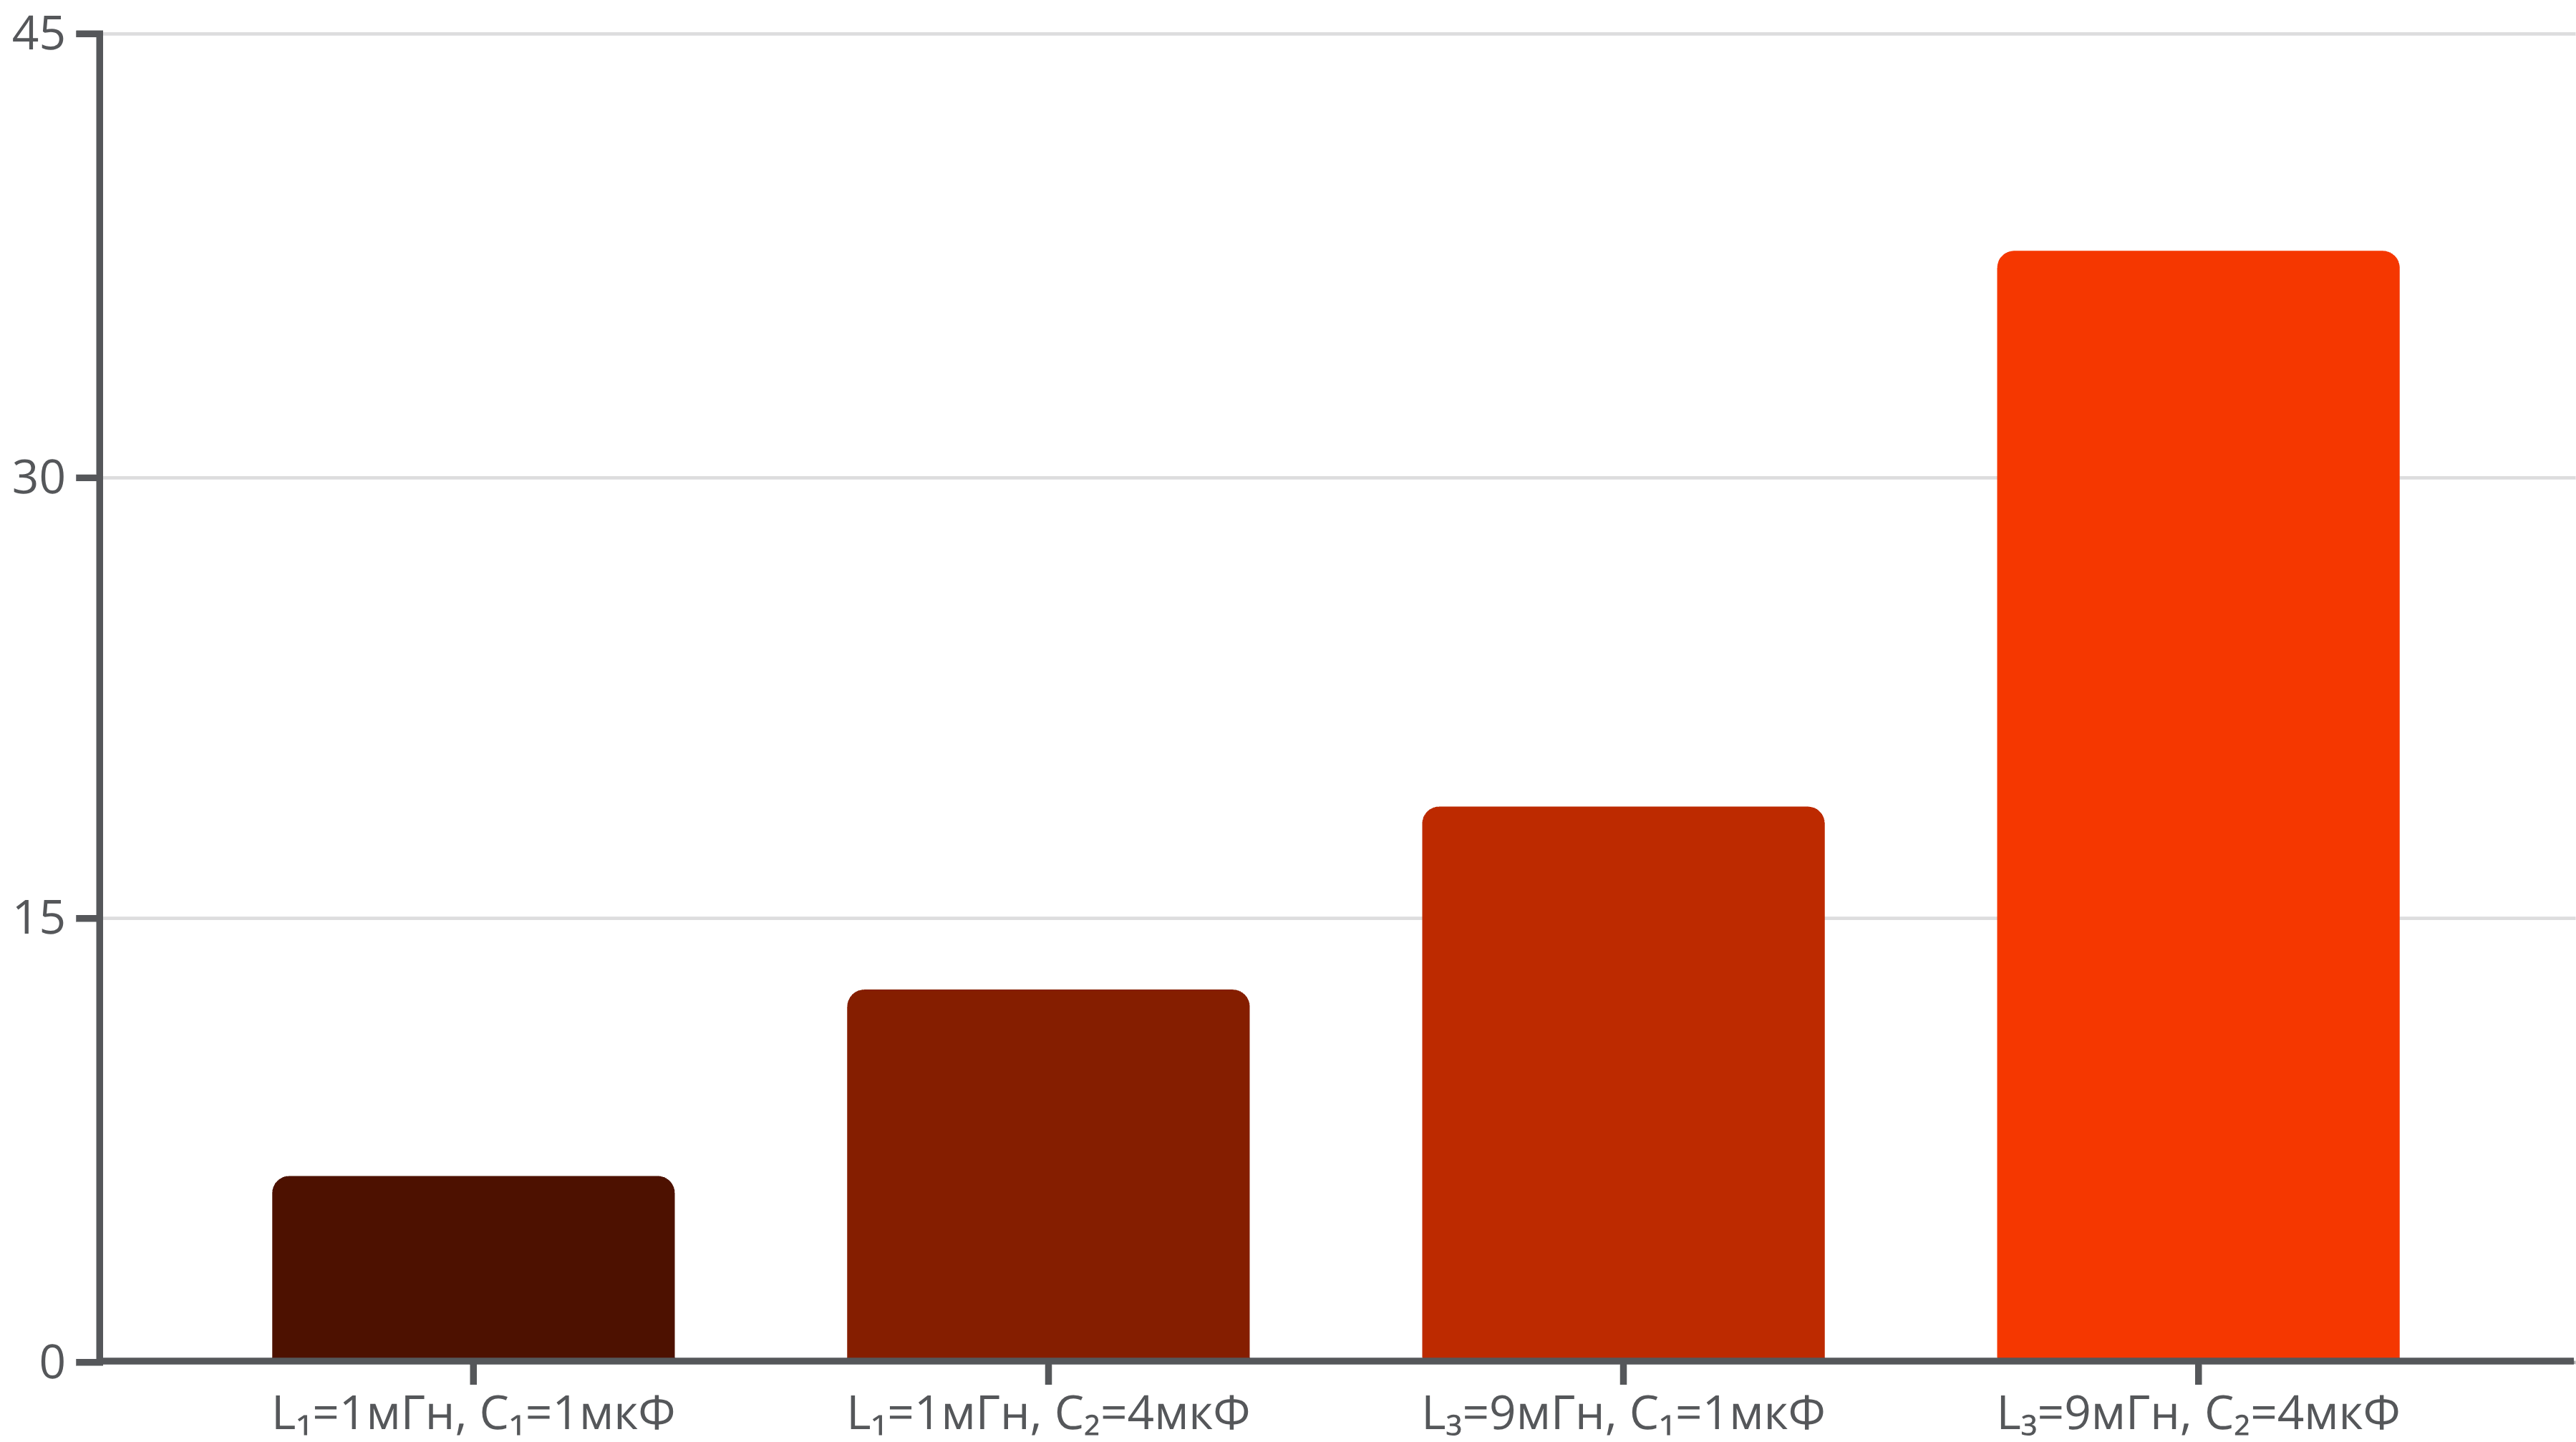 45
30
15
0
L₁=1мГн, C₁=1мкФ
L₁=1мГн, C₂=4мкФ
L₃=9мГн, C₁=1мкФ
L₃=9мГн, C₂=4мкФ